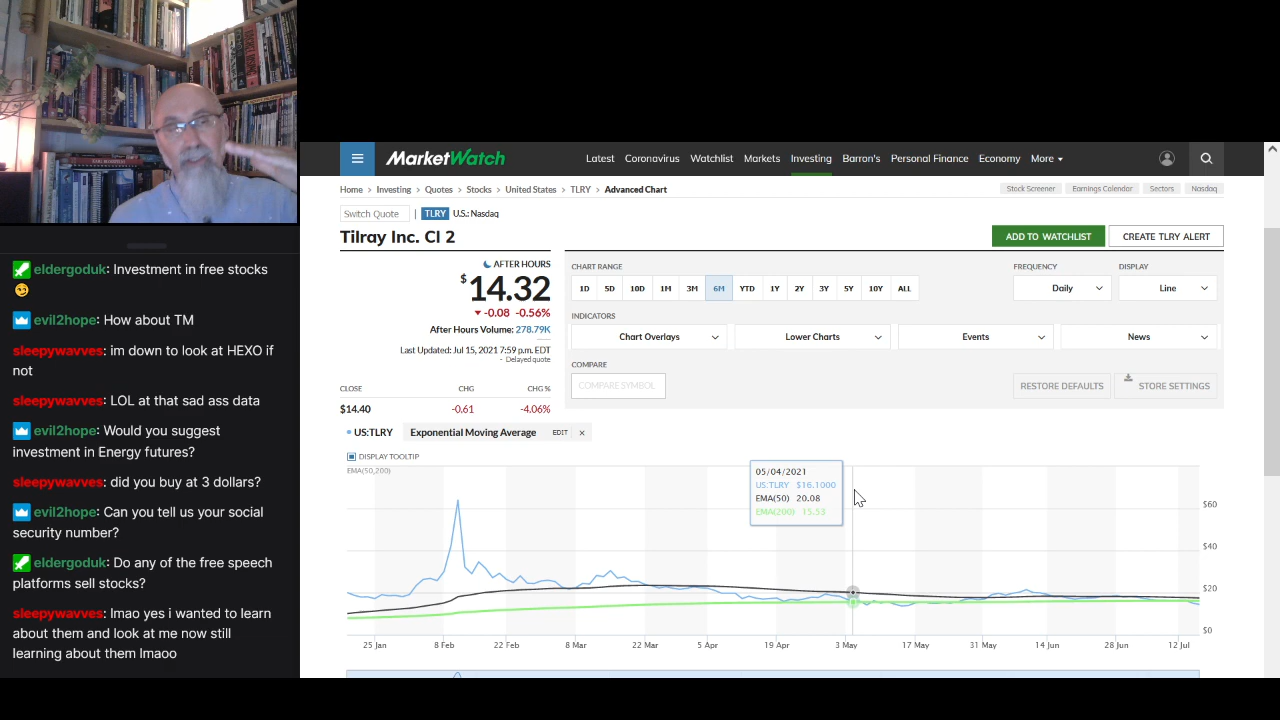 eldergoduk: Investment in free stocks
😏
evil2hope: How about TM
sleepywavves: im down to look at HEXO if
not
sleepywavves: LOL at that sad ass data
evil2hope: Would you suggest
investment in Energy futures?
sleepywavves: did you buy at 3 dollars?
evil2hope: Can you tell us your social
security number?
eldergoduk: Do any of the free speech
platforms sell stocks?
sleepywavves: lmao yes i wanted to learn
about them and look at me now still
learning about them lmaoo
MarketWatch
Latest Coronavirus Watchlist Markets Investing Barron's Personal Finance Economy More
Home > Investing > Quotes > Stocks > United States > TLRY > Advanced Chart
Stock Screener Earnings Calendar Sectors Nasdaq
Switch Quote | TLRY U.S.: Nasdaq
Tilray Inc. Cl 2
ADD TO WATCHLIST CREATE TLRY ALERT
AFTER HOURS
$14.32
-0.08 -0.56%
After Hours Volume: 278.79K
Last Updated: Jul 15, 2021 7:59 p.m. EDT
- Delayed quote
CLOSE CHG CHG %
$14.40 -0.61 -4.06%
CHART RANGE FREQUENCY DISPLAY
1D 5D 10D 1M 3M 6M YTD 1Y 2Y 3Y 5Y 10Y ALL Daily Line
INDICATORS
Chart Overlays Lower Charts Events News
COMPARE
COMPARE SYMBOL RESTORE DEFAULTS STORE SETTINGS
US:TLRY Exponential Moving Average EDIT x
DISPLAY TOOLTIP
EMA(50,200)
05/04/2021
US:TLRY $16.1000
EMA(50) 20.08
EMA(200) 15.53
$60
$40
$20
$0
25 Jan 8 Feb 22 Feb 8 Mar 22 Mar 5 Apr 19 Apr 3 May 17 May 31 May 14 Jun 28 Jun 12 Jul